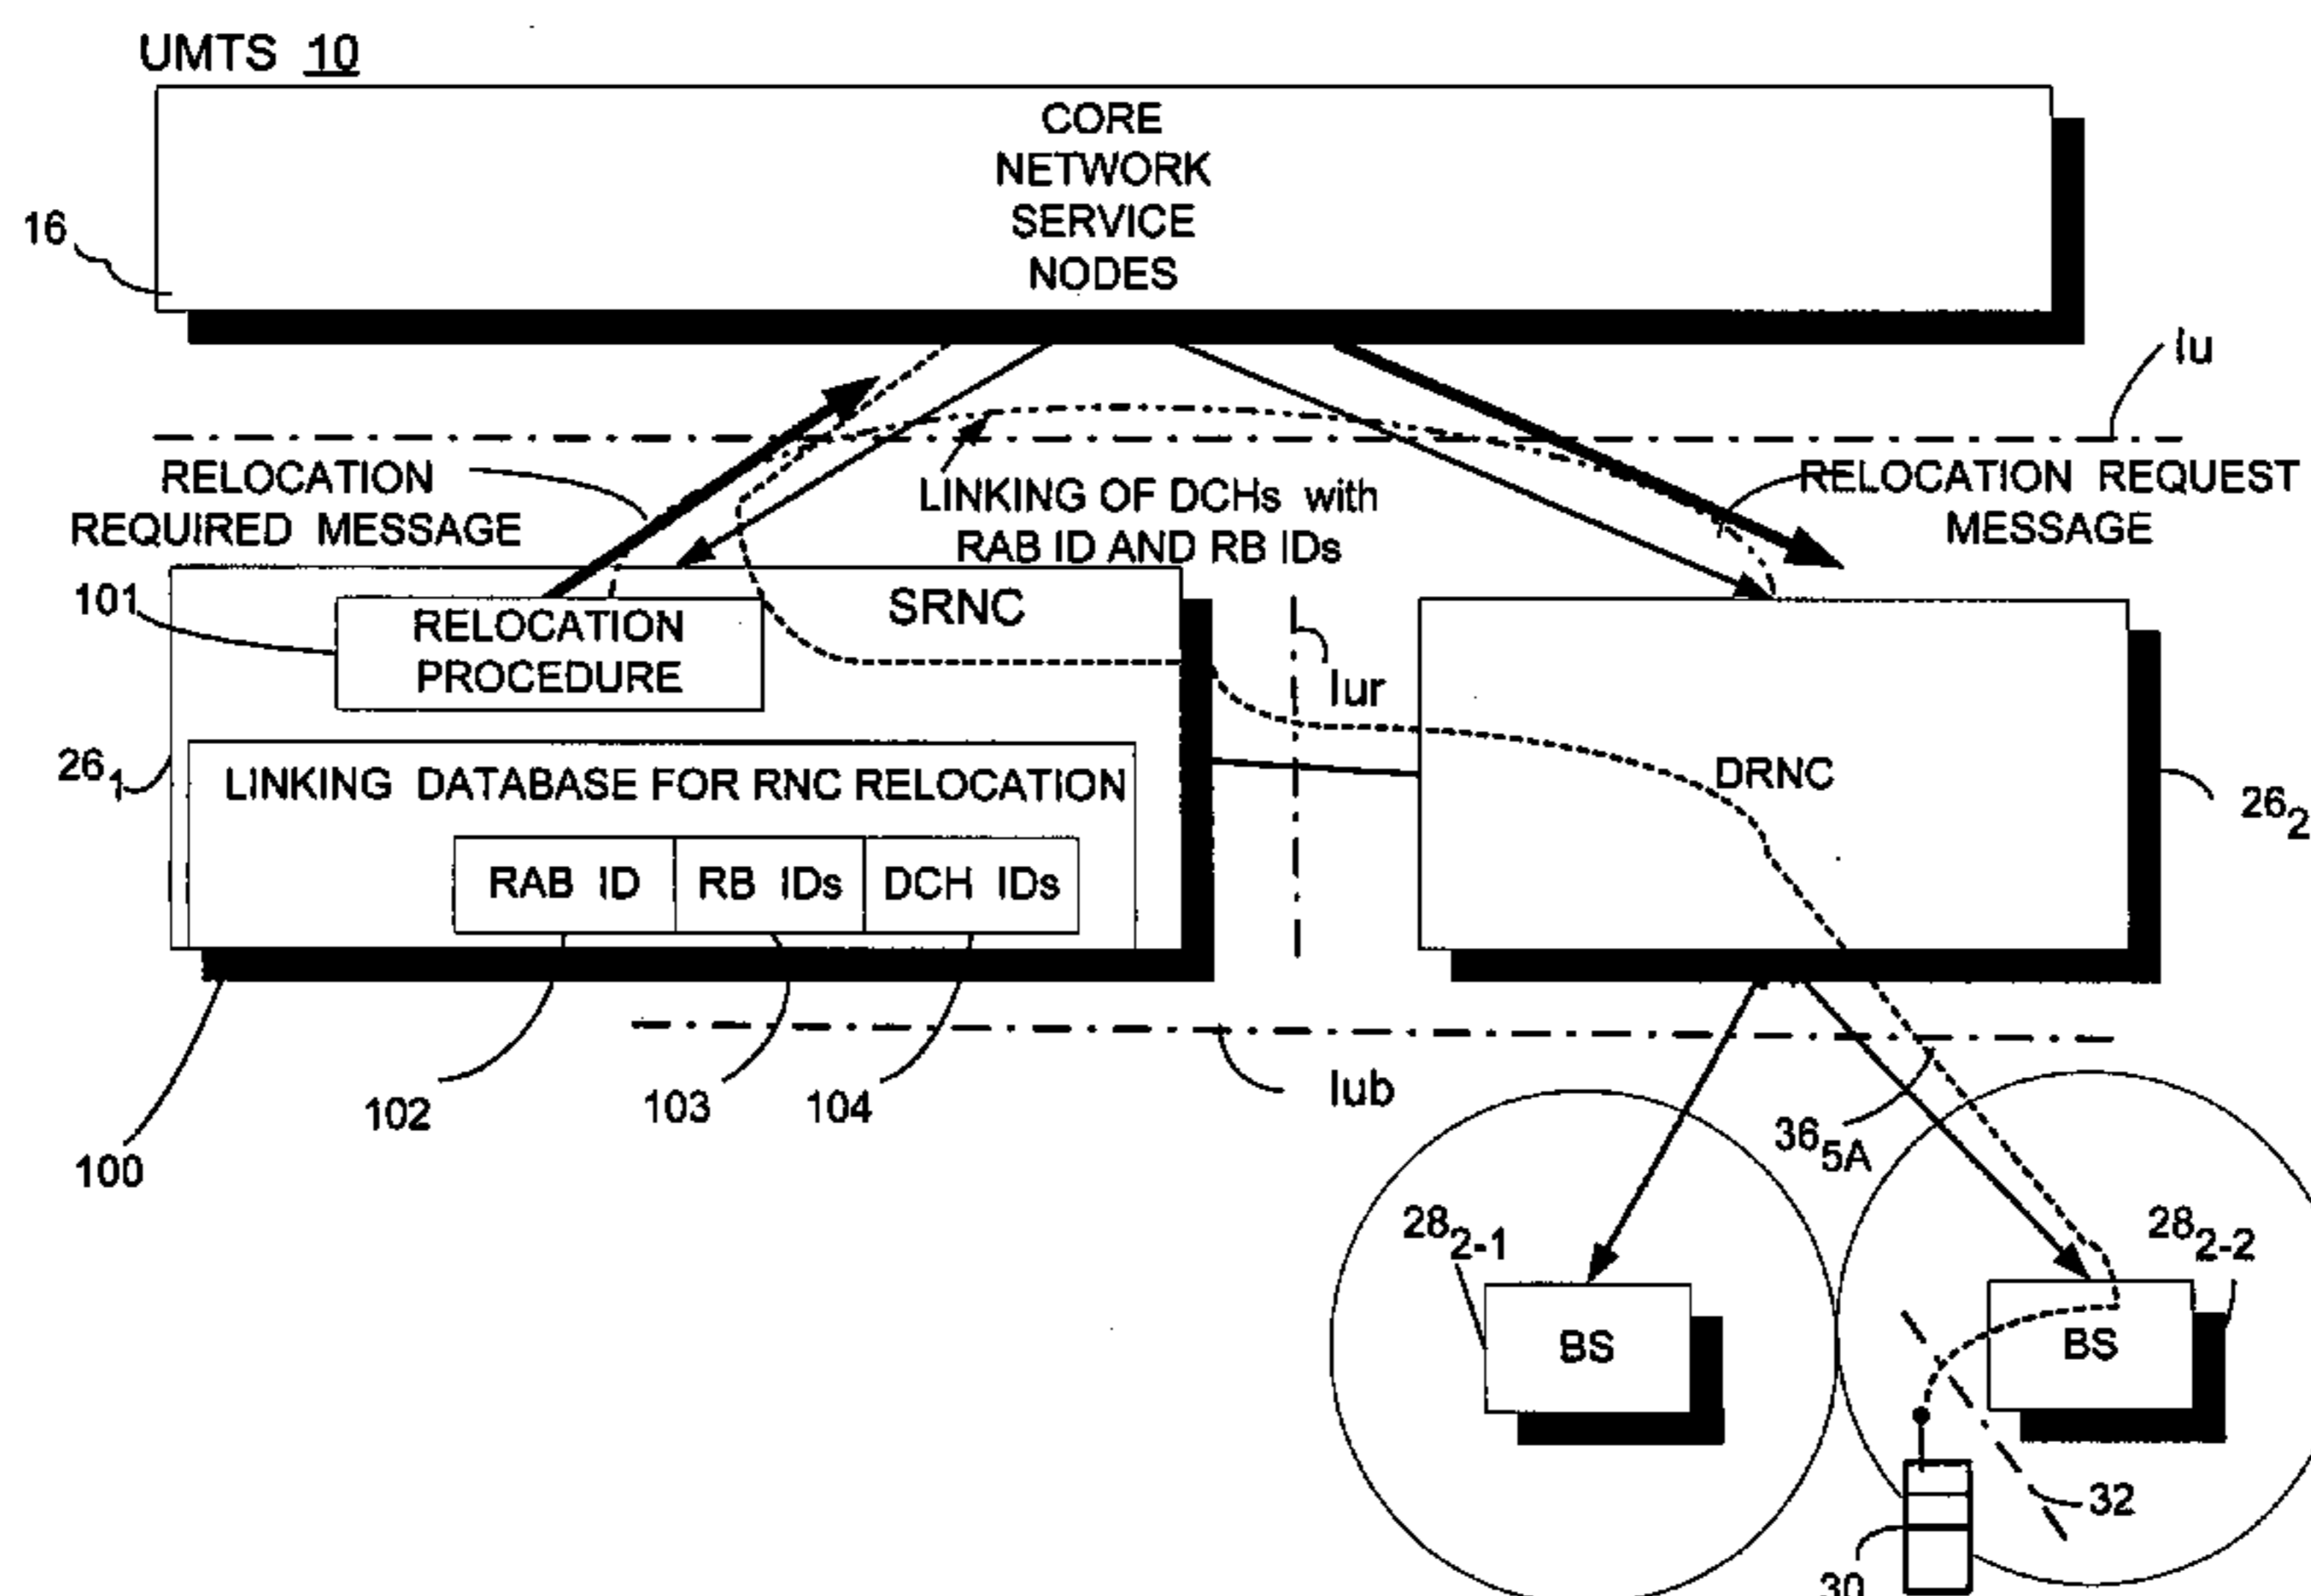 UMTS 10
CORE
NETWORK
SERVICE
NODES
16
Iu
RELOCATION
REQUIRED MESSAGE
LINKING OF DCHs with
RAB ID AND RB IDs
RELOCATION REQUEST
MESSAGE
101
RELOCATION
PROCEDURE
SRNC
Iur
26 1
LINKING DATABASE FOR RNC RELOCATION
DRNC
26 2
RAB ID
RB IDs
DCH IDs
102
103
104
Iub
100
36 5A
28 2-1
28 2-2
BS
BS
32
30